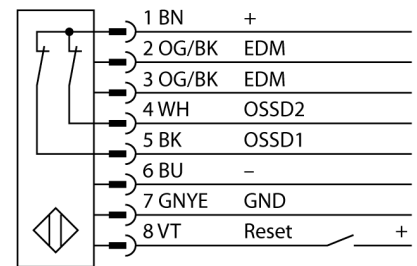 1 BN +
2 OG/BK EDM
3 OG/BK EDM
4 WH OSSD2
5 BK OSSD1
6 BU –
7 GNYE GND
8 VT Reset +